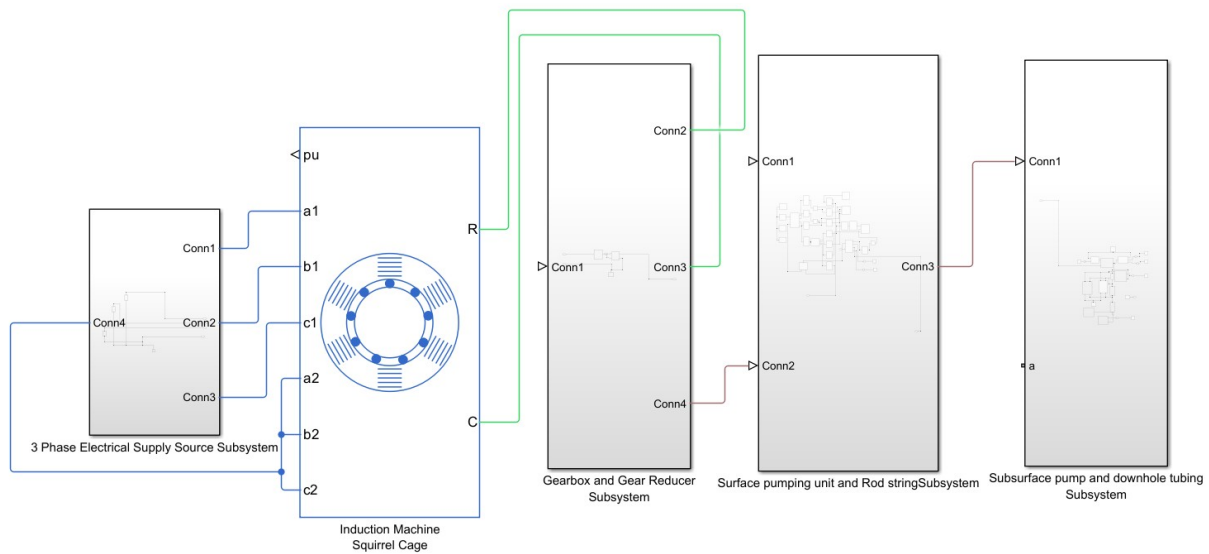 pu
a1
b1
c1
a2
b2
c2
R
C
Conn1
Conn2
Conn3
Conn4
3 Phase Electrical Supply Source Subsystem
Induction Machine
Squirrel Cage
Conn2
Conn1
Conn3
Conn4
Gearbox and Gear Reducer
Subsystem
Conn1
Conn3
Conn2
Surface pumping unit and Rod stringSubsystem
Conn1
a
Subsurface pump and downhole tubing
Subsystem